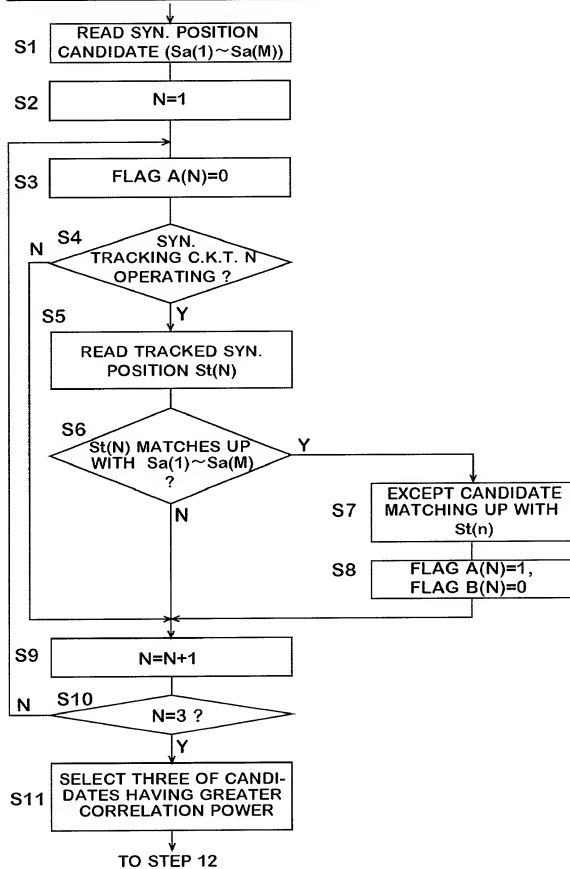 S1
READ SYN. POSITION
CANDIDATE (Sa(1)~Sa(M))
S2
N=1
S3
FLAG A(N)=0
S4
SYN.
TRACKING C.K.T. N
OPERATING ?
N
Y
S5
READ TRACKED SYN.
POSITION St(N)
S6
St(N) MATCHES UP
WITH Sa(1)~Sa(M)
?
Y
N
S7
EXCEPT CANDIDATE
MATCHING UP WITH
St(n)
S8
FLAG A(N)=1,
FLAG B(N)=0
S9
N=N+1
S10
N=3 ?
N
Y
S11
SELECT THREE OF CANDI-
DATES HAVING GREATER
CORRELATION POWER
TO STEP 12